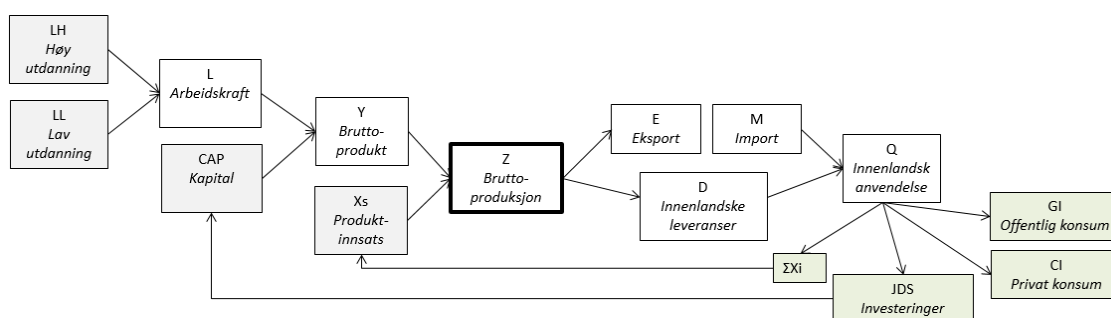 LH
Høy
utdanning
LL
Lav
utdanning
L
Arbeidskraft
CAP
Kapital
Y
Brutto-
produkt
Xs
Produkt-
innsats
Z
Brutto-
produksjon
E
Eksport
M
Import
D
Innenlandske
leveranser
Q
Innenlandsk
anvendelse
GI
Offentlig konsum
CI
Privat konsum
ΣXi
JDS
Investeringer